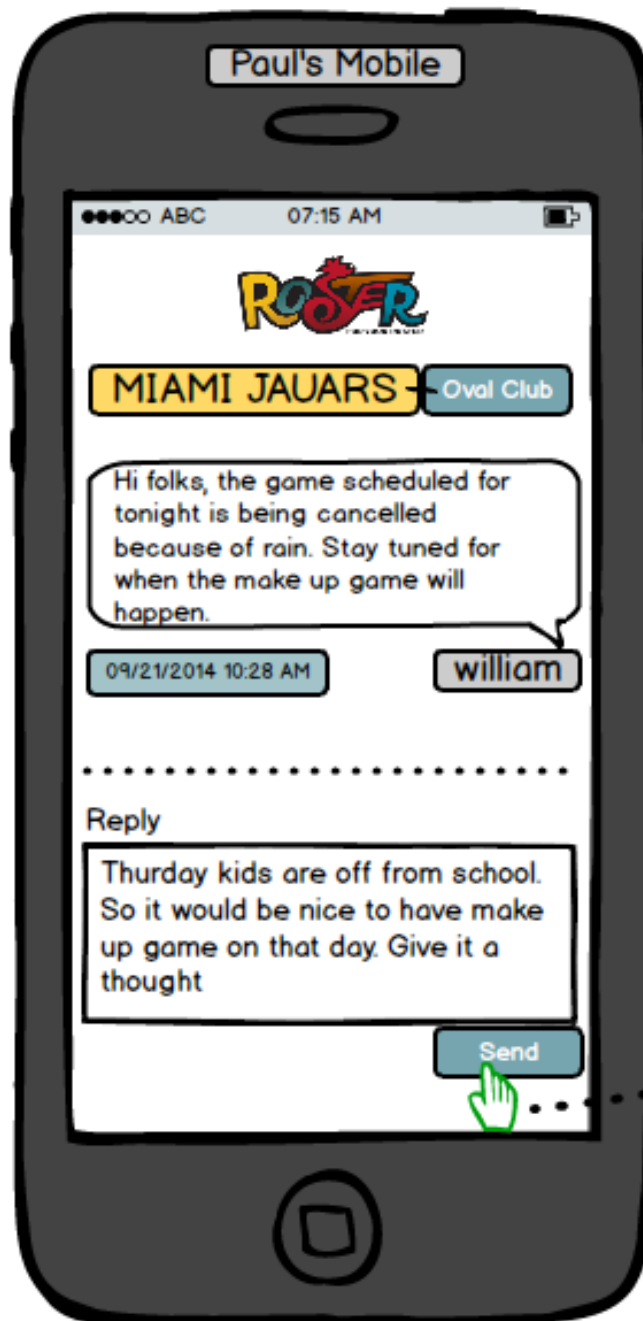 Paul's Mobile
ABC 07:15 AM
ROSTER
MIAMI JAUARS
Oval Club
Hi folks, the game scheduled for
tonight is being cancelled
because of rain. Stay tuned for
when the make up game will
happen.
09/21/2014 10:28 AM
william
Reply
Thurday kids are off from school.
So it would be nice to have make
up game on that day. Give it a
thought
Send